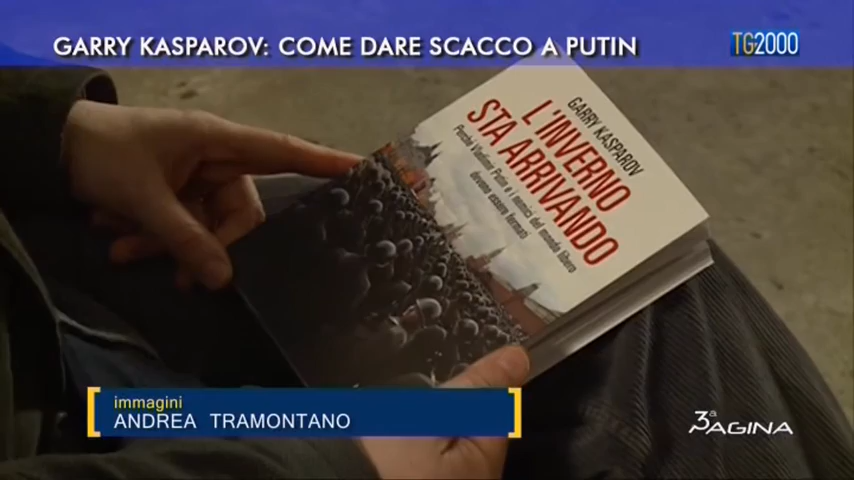 GARRY KASPAROV: COME DARE SCACCO A PUTIN
TG2000
GARRY KASPAROV
L'INVERNO
STA ARRIVANDO
Perché Vladimir Putin e i nemici del mondo libero
devono essere fermati
immagini
ANDREA TRAMONTANO
3a
PAGINA